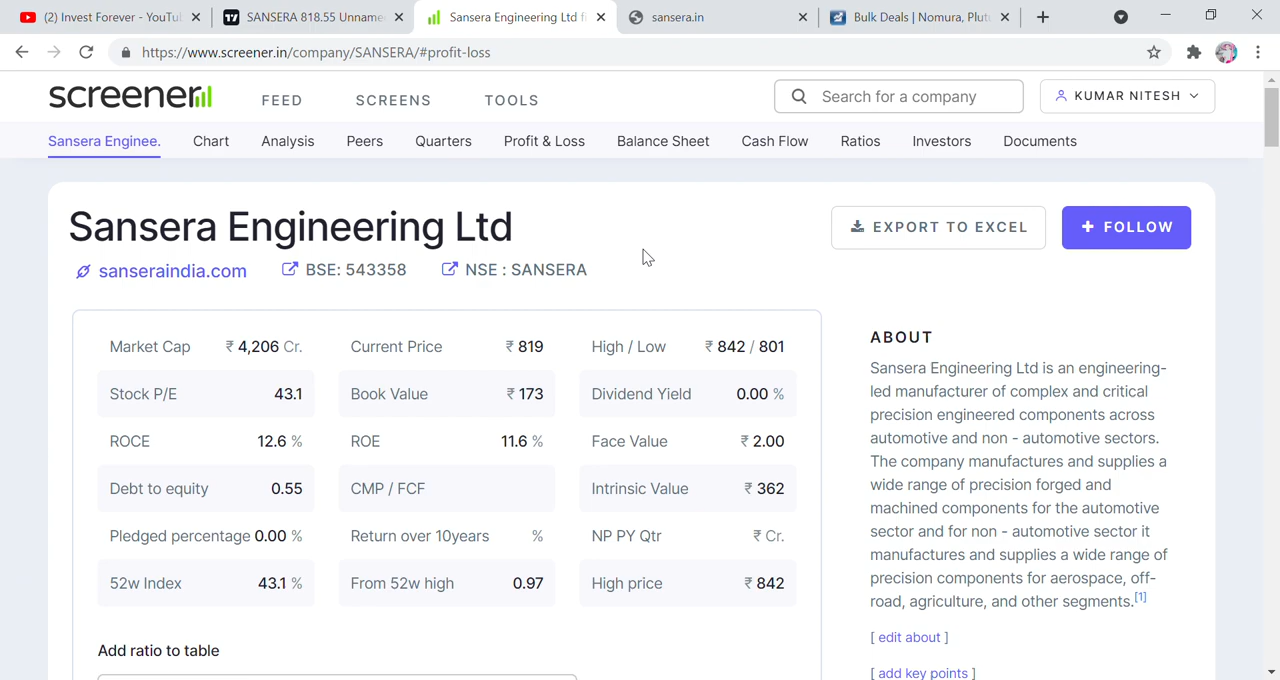 (2) Invest Forever - YouTu
SANSERA 818.55 Unname
Sansera Engineering Ltd fi
sansera.in
Bulk Deals | Nomura, Plut
https://www.screener.in/company/SANSERA/#profit-loss
screener
FEED
SCREENS
TOOLS
Search for a company
KUMAR NITESH
Sansera Enginee.
Chart
Analysis
Peers
Quarters
Profit & Loss
Balance Sheet
Cash Flow
Ratios
Investors
Documents
Sansera Engineering Ltd
EXPORT TO EXCEL
+ FOLLOW
sanseraindia.com
BSE: 543358
NSE : SANSERA
Market Cap ₹ 4,206 Cr.
Current Price ₹ 819
High / Low ₹ 842 / 801
Stock P/E 43.1
Book Value ₹ 173
Dividend Yield 0.00 %
ROCE 12.6 %
ROE 11.6 %
Face Value ₹ 2.00
Debt to equity 0.55
CMP / FCF
Intrinsic Value ₹ 362
Pledged percentage 0.00 %
Return over 10years %
NP PY Qtr ₹ Cr.
52w Index 43.1 %
From 52w high 0.97
High price ₹ 842
Add ratio to table
ABOUT
Sansera Engineering Ltd is an engineering-
led manufacturer of complex and critical
precision engineered components across
automotive and non - automotive sectors.
The company manufactures and supplies a
wide range of precision forged and
machined components for the automotive
sector and for non - automotive sector it
manufactures and supplies a wide range of
precision components for aerospace, off-
road, agriculture, and other segments.[1]
[ edit about ]
[ add key points ]